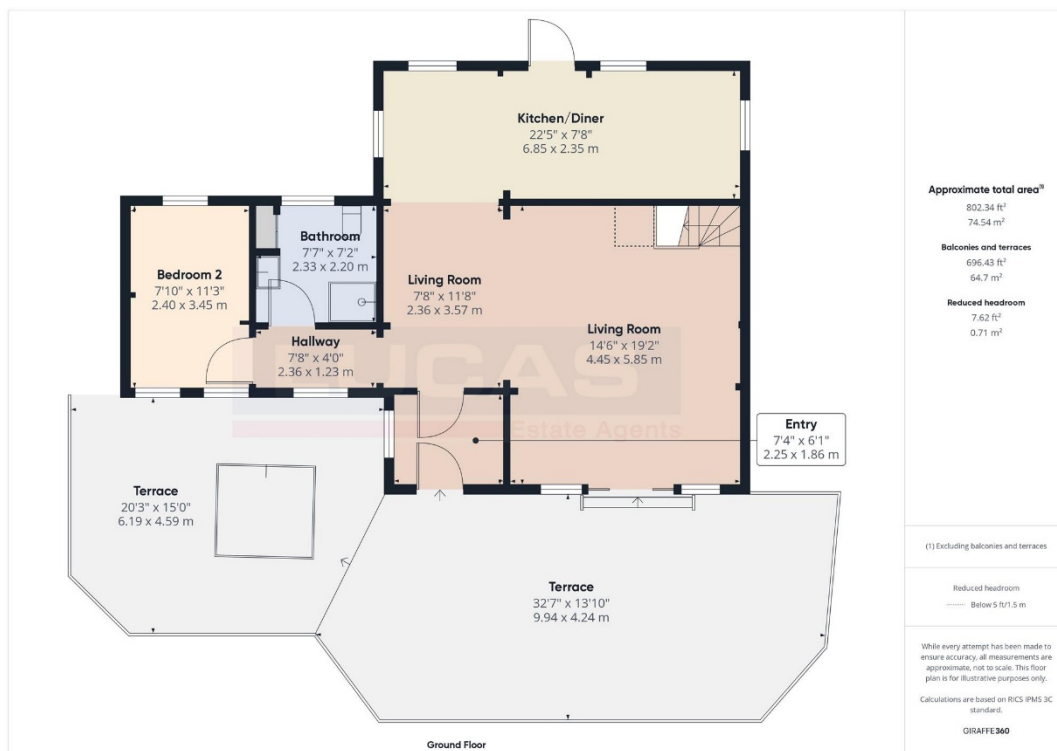 Kitchen/Diner
22'5" x 7'8"
6.85 x 2.35 m
Bathroom
7'7" x 7'2"
2.33 x 2.20 m
Bedroom 2
7'10" x 11'3"
2.40 x 3.45 m
Living Room
7'8" x 11'8"
2.36 x 3.57 m
Living Room
14'6" x 19'2"
4.45 x 5.85 m
Hallway
7'8" x 4'0"
2.36 x 1.23 m
LUCAS
Estate Agents
Entry
7'4" x 6'1"
2.25 x 1.86 m
Terrace
20'3" x 15'0"
6.19 x 4.59 m
Terrace
32'7" x 13'10"
9.94 x 4.24 m
Ground Floor
Approximate total area(1)
802.34 ft²
74.54 m²
Balconies and terraces
696.43 ft²
64.7 m²
Reduced headroom
7.62 ft²
0.71 m²
(1) Excluding balconies and terraces
Reduced headroom
Below 5 ft/1.5 m
While every attempt has been made to
ensure accuracy, all measurements are
approximate, not to scale. This floor
plan is for illustrative purposes only.
Calculations are based on RICS IPMS 3C
standard.
GIRAFFE360